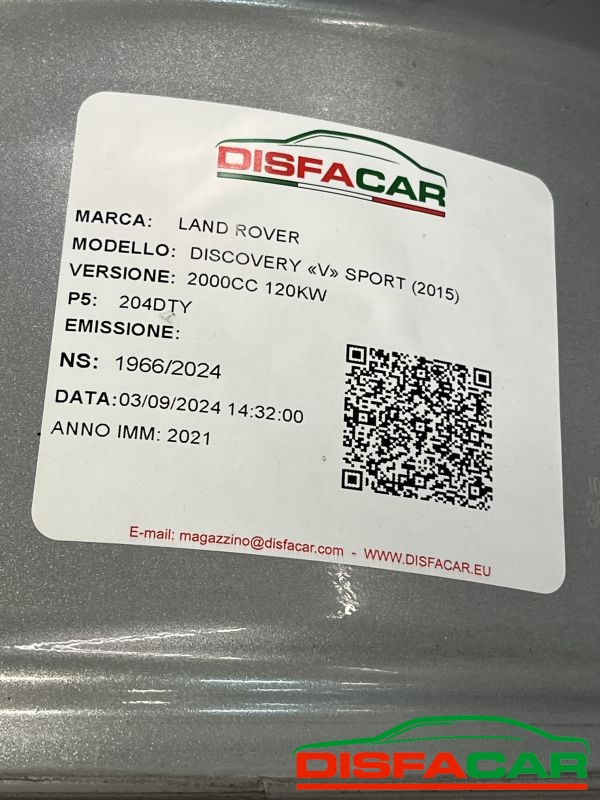 DISFACAR
MARCA: LAND ROVER
MODELLO: DISCOVERY «V» SPORT (2015)
VERSIONE: 2000CC 120KW
P5: 204DTY
EMISSIONE:
NS: 1966/2024
DATA:03/09/2024 14:32:00
ANNO IMM: 2021
E-mail: magazzino@disfacar.com - WWW.DISFACAR.EU
DISFACAR